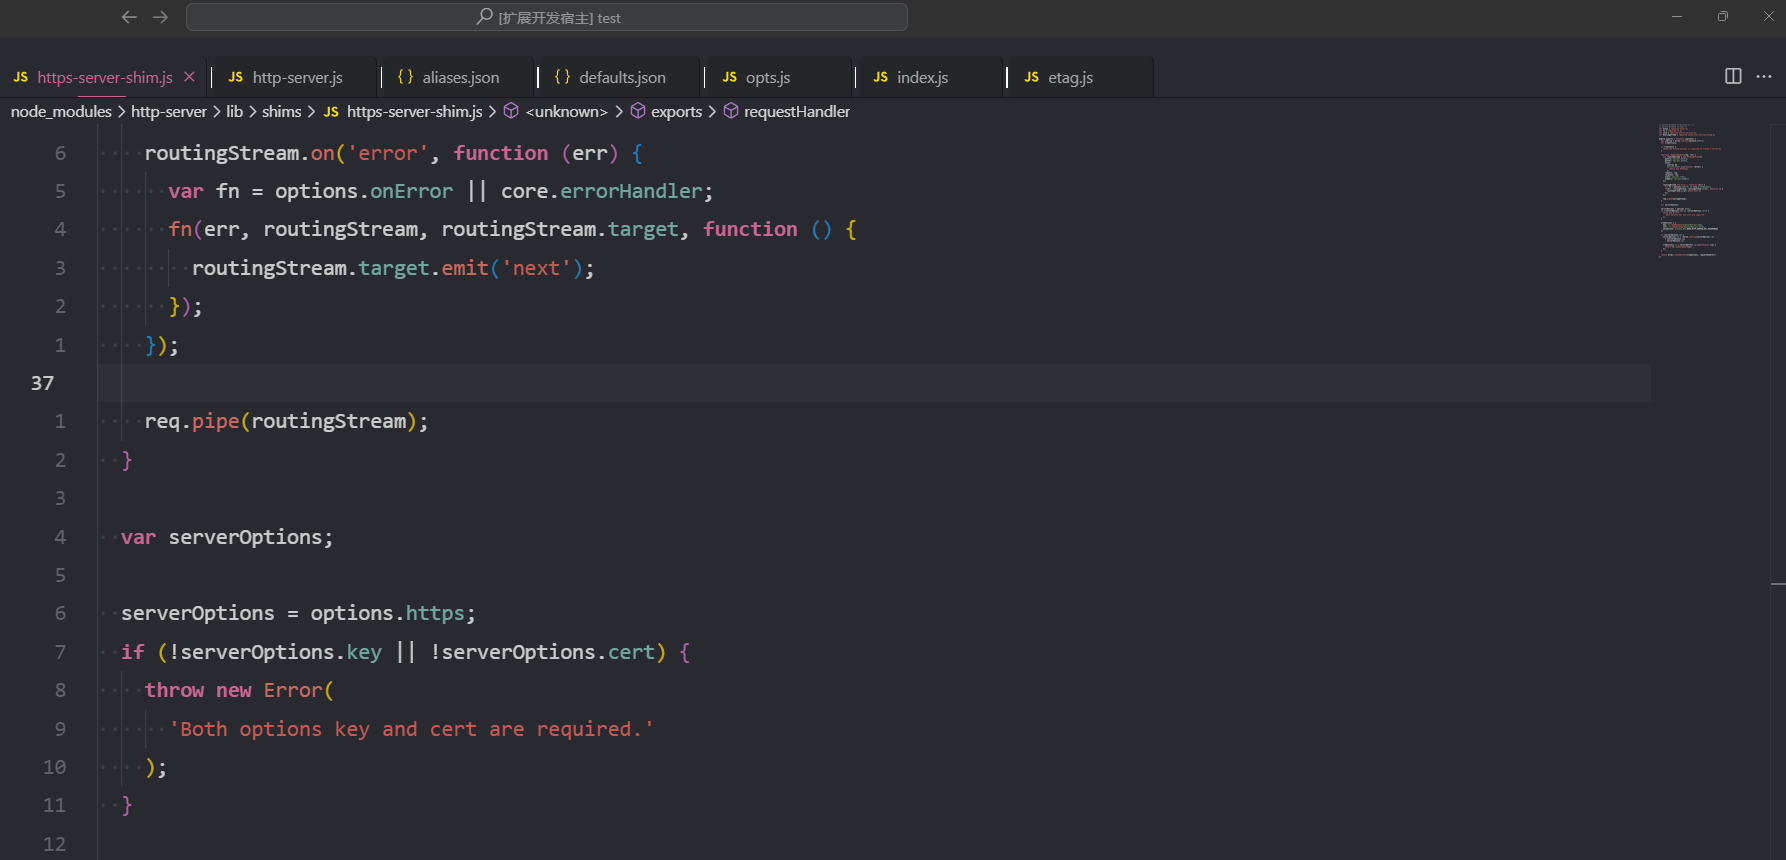 [扩展开发宿主] test
JS https-server-shim.js JS http-server.js {} aliases.json {} defaults.json JS opts.js JS index.js JS etag.js
node_modules > http-server > lib > shims > JS https-server-shim.js > <unknown> > exports > requestHandler
6 routingStream.on('error', function (err) {
5 var fn = options.onError || core.errorHandler;
4 fn(err, routingStream, routingStream.target, function () {
3 routingStream.target.emit('next');
2 });
1 });
37
1 req.pipe(routingStream);
2 }
3
4 var serverOptions;
5
6 serverOptions = options.https;
7 if (!serverOptions.key || !serverOptions.cert) {
8 throw new Error(
9 'Both options key and cert are required.'
10 );
11 }
12